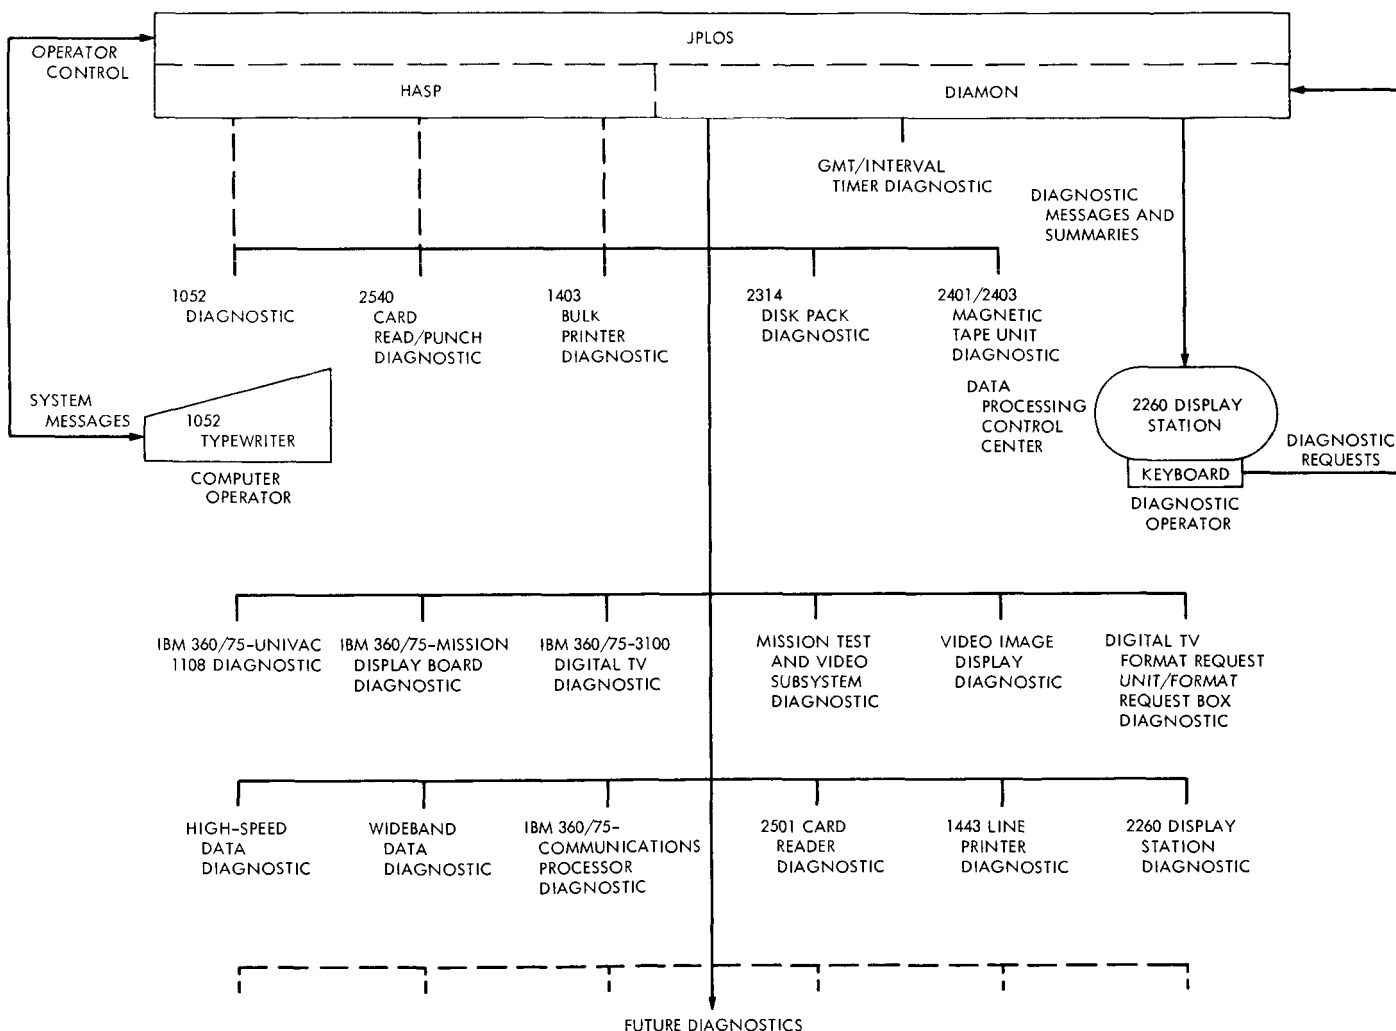 JPLOS
OPERATOR
CONTROL
HASP
DIAMON
GMT/INTERVAL
TIMER DIAGNOSTIC
DIAGNOSTIC
MESSAGES AND
SUMMARIES
1052
DIAGNOSTIC
2540
CARD
READ/PUNCH
DIAGNOSTIC
1403
BULK
PRINTER
DIAGNOSTIC
2314
DISK PACK
DIAGNOSTIC
2401/2403
MAGNETIC
TAPE UNIT
DIAGNOSTIC
SYSTEM
MESSAGES
1052
TYPEWRITER
COMPUTER
OPERATOR
DATA
PROCESSING
CONTROL
CENTER
2260 DISPLAY
STATION
KEYBOARD
DIAGNOSTIC
OPERATOR
DIAGNOSTIC
REQUESTS
IBM 360/75-UNIVAC
1108 DIAGNOSTIC
IBM 360/75-MISSION
DISPLAY BOARD
DIAGNOSTIC
IBM 360/75-3100
DIGITAL TV
DIAGNOSTIC
MISSION TEST
AND VIDEO
SUBSYSTEM
DIAGNOSTIC
VIDEO IMAGE
DISPLAY
DIAGNOSTIC
DIGITAL TV
FORMAT REQUEST
UNIT/FORMAT
REQUEST BOX
DIAGNOSTIC
HIGH-SPEED
DATA
DIAGNOSTIC
WIDEBAND
DATA
DIAGNOSTIC
IBM 360/75-
COMMUNICATIONS
PROCESSOR
DIAGNOSTIC
2501 CARD
READER
DIAGNOSTIC
1443 LINE
PRINTER
DIAGNOSTIC
2260 DISPLAY
STATION
DIAGNOSTIC
FUTURE DIAGNOSTICS